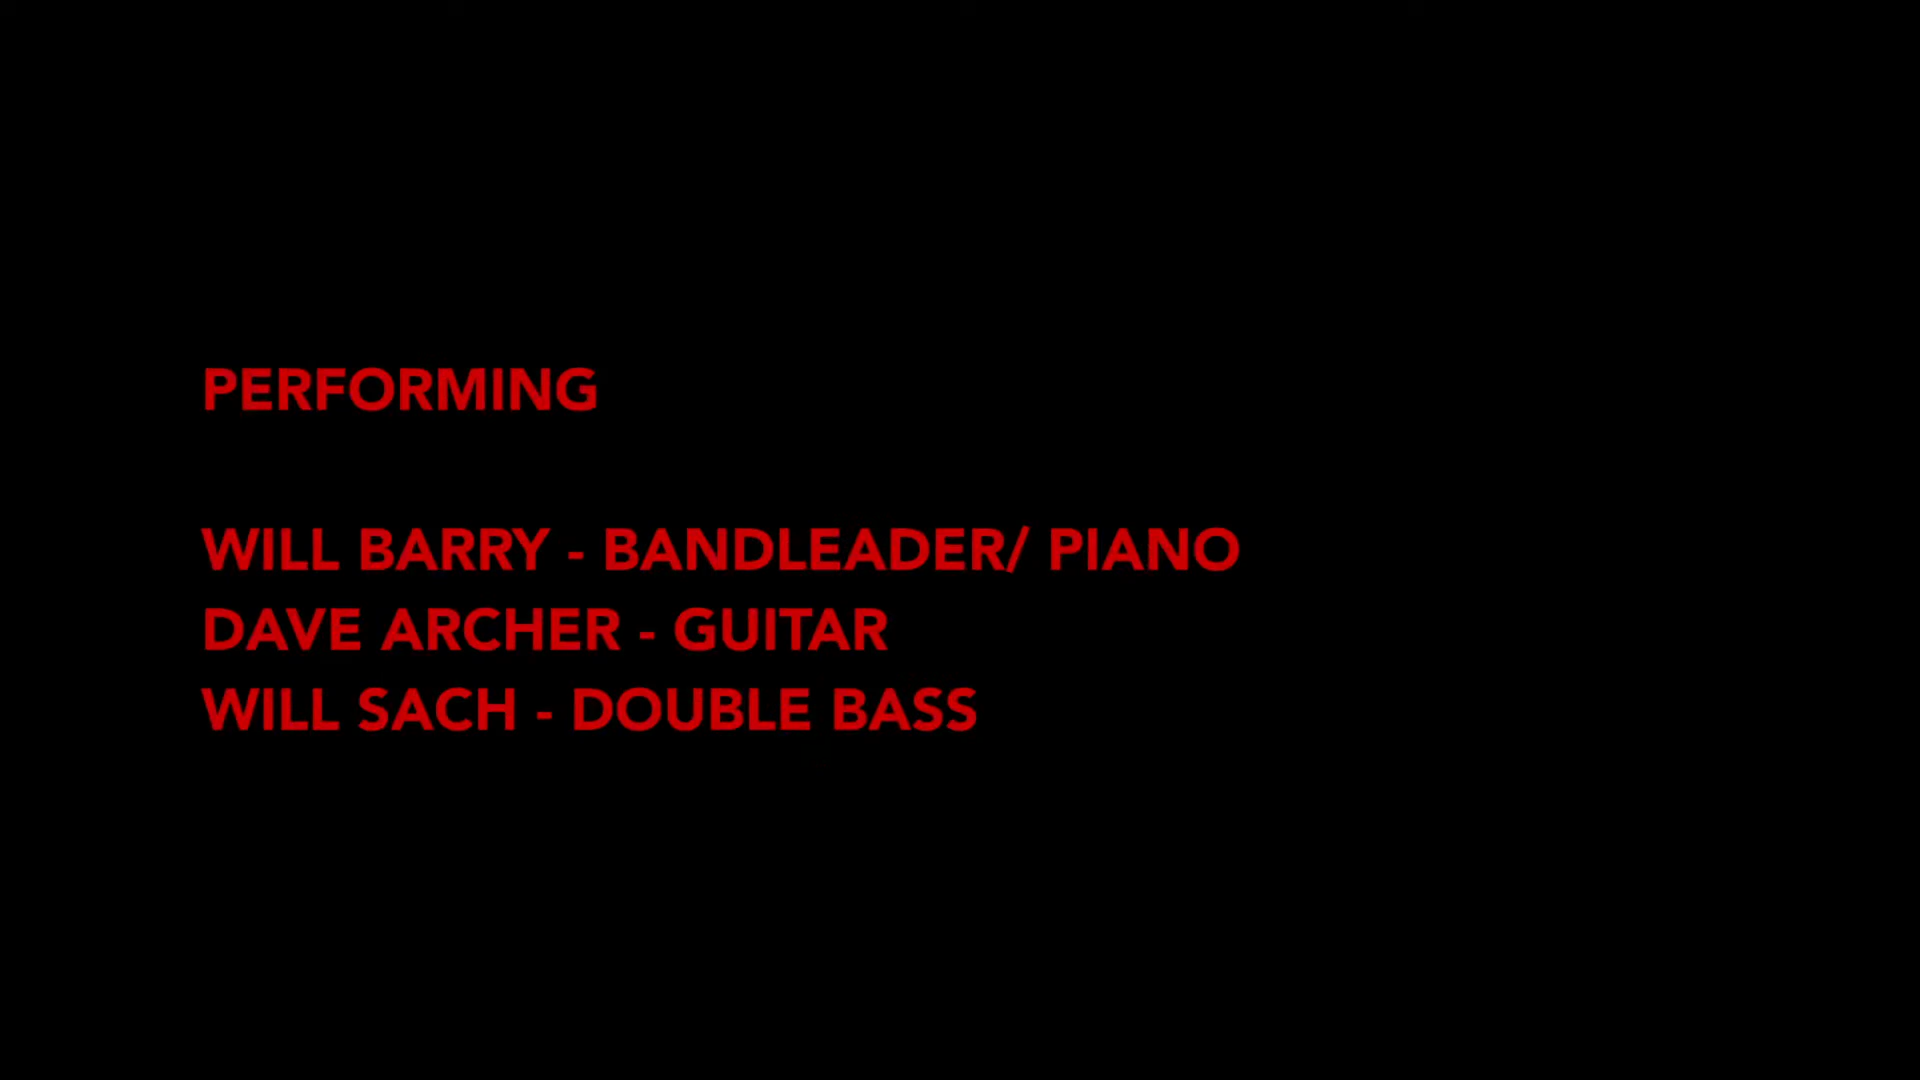 PERFORMING
WILL BARRY - BANDLEADER/ PIANO
DAVE ARCHER - GUITAR
WILL SACH - DOUBLE BASS